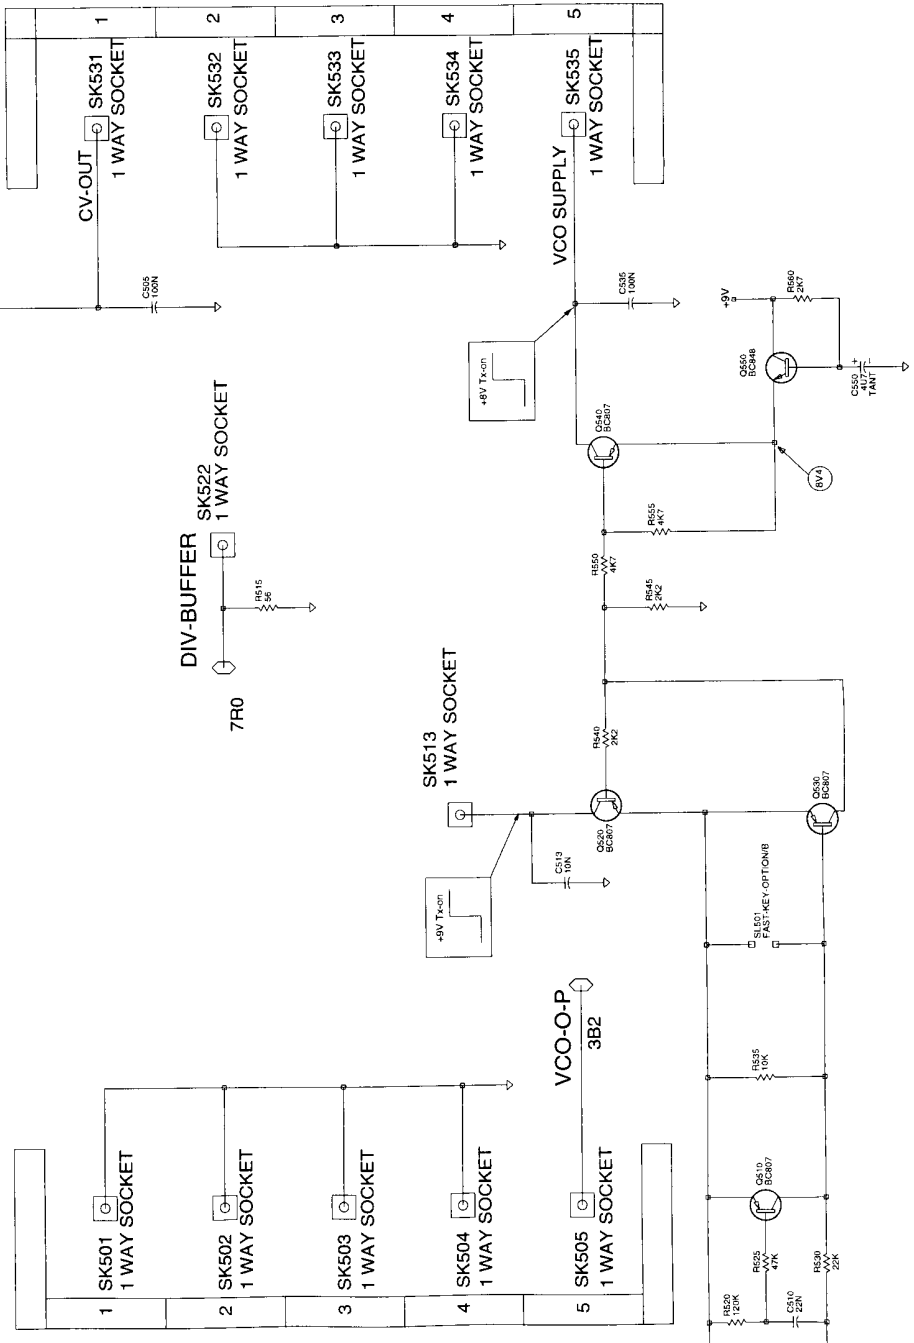 1
SK531
1 WAY SOCKET
CV-OUT
C505
100N
2
SK532
1 WAY SOCKET
3
SK533
1 WAY SOCKET
4
SK534
1 WAY SOCKET
5
SK535
1 WAY SOCKET
VCO SUPPLY
C535
100N
+8V Tx-on
+9V
R560
2K7
Q550
BC848
C550
4U7
TANT
+
-
8V4
Q540
BC807
R555
4K7
R550
4K7
R545
2K2
DIV-BUFFER
SK522
1 WAY SOCKET
R515
56
7R0
SK513
1 WAY SOCKET
+9V Tx-on
C513
10N
Q520
BC807
R540
2K2
Q530
BC807
SL501
FAST-KEY-OPTION/B
R535
10K
Q510
BC807
R525
47K
R530
22K
R520
120K
C510
22N
VCO-O-P
3B2
1
SK501
1 WAY SOCKET
2
SK502
1 WAY SOCKET
3
SK503
1 WAY SOCKET
4
SK504
1 WAY SOCKET
5
SK505
1 WAY SOCKET